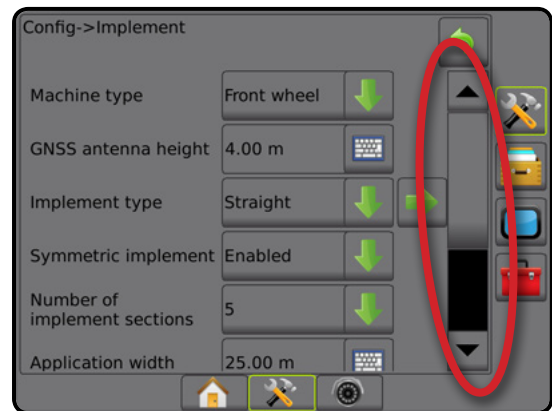 Config->Implement
Machine type
Front wheel
GNSS antenna height
4.00 m
Implement type
Straight
Symmetric implement
Enabled
Number of
implement sections
5
Application width
25.00 m